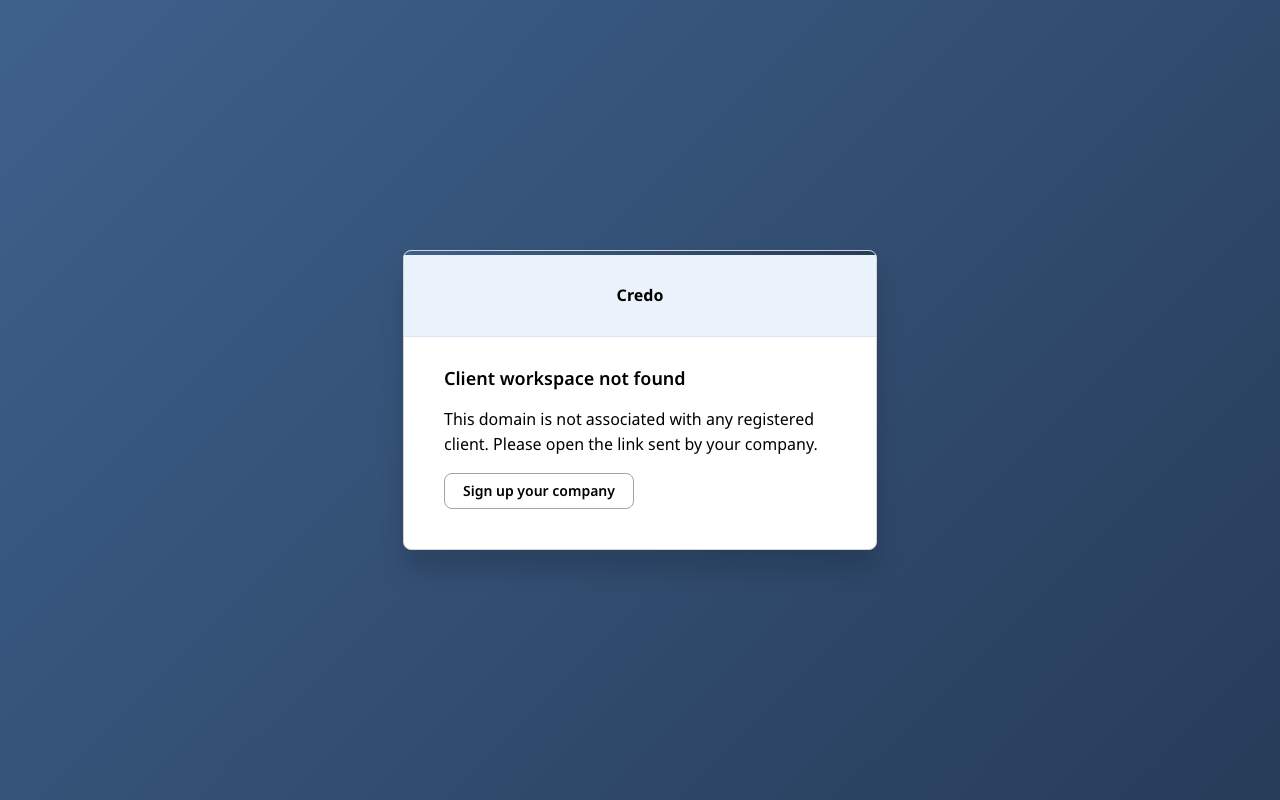 Credo
Client workspace not found
This domain is not associated with any registered
client. Please open the link sent by your company.
Sign up your company